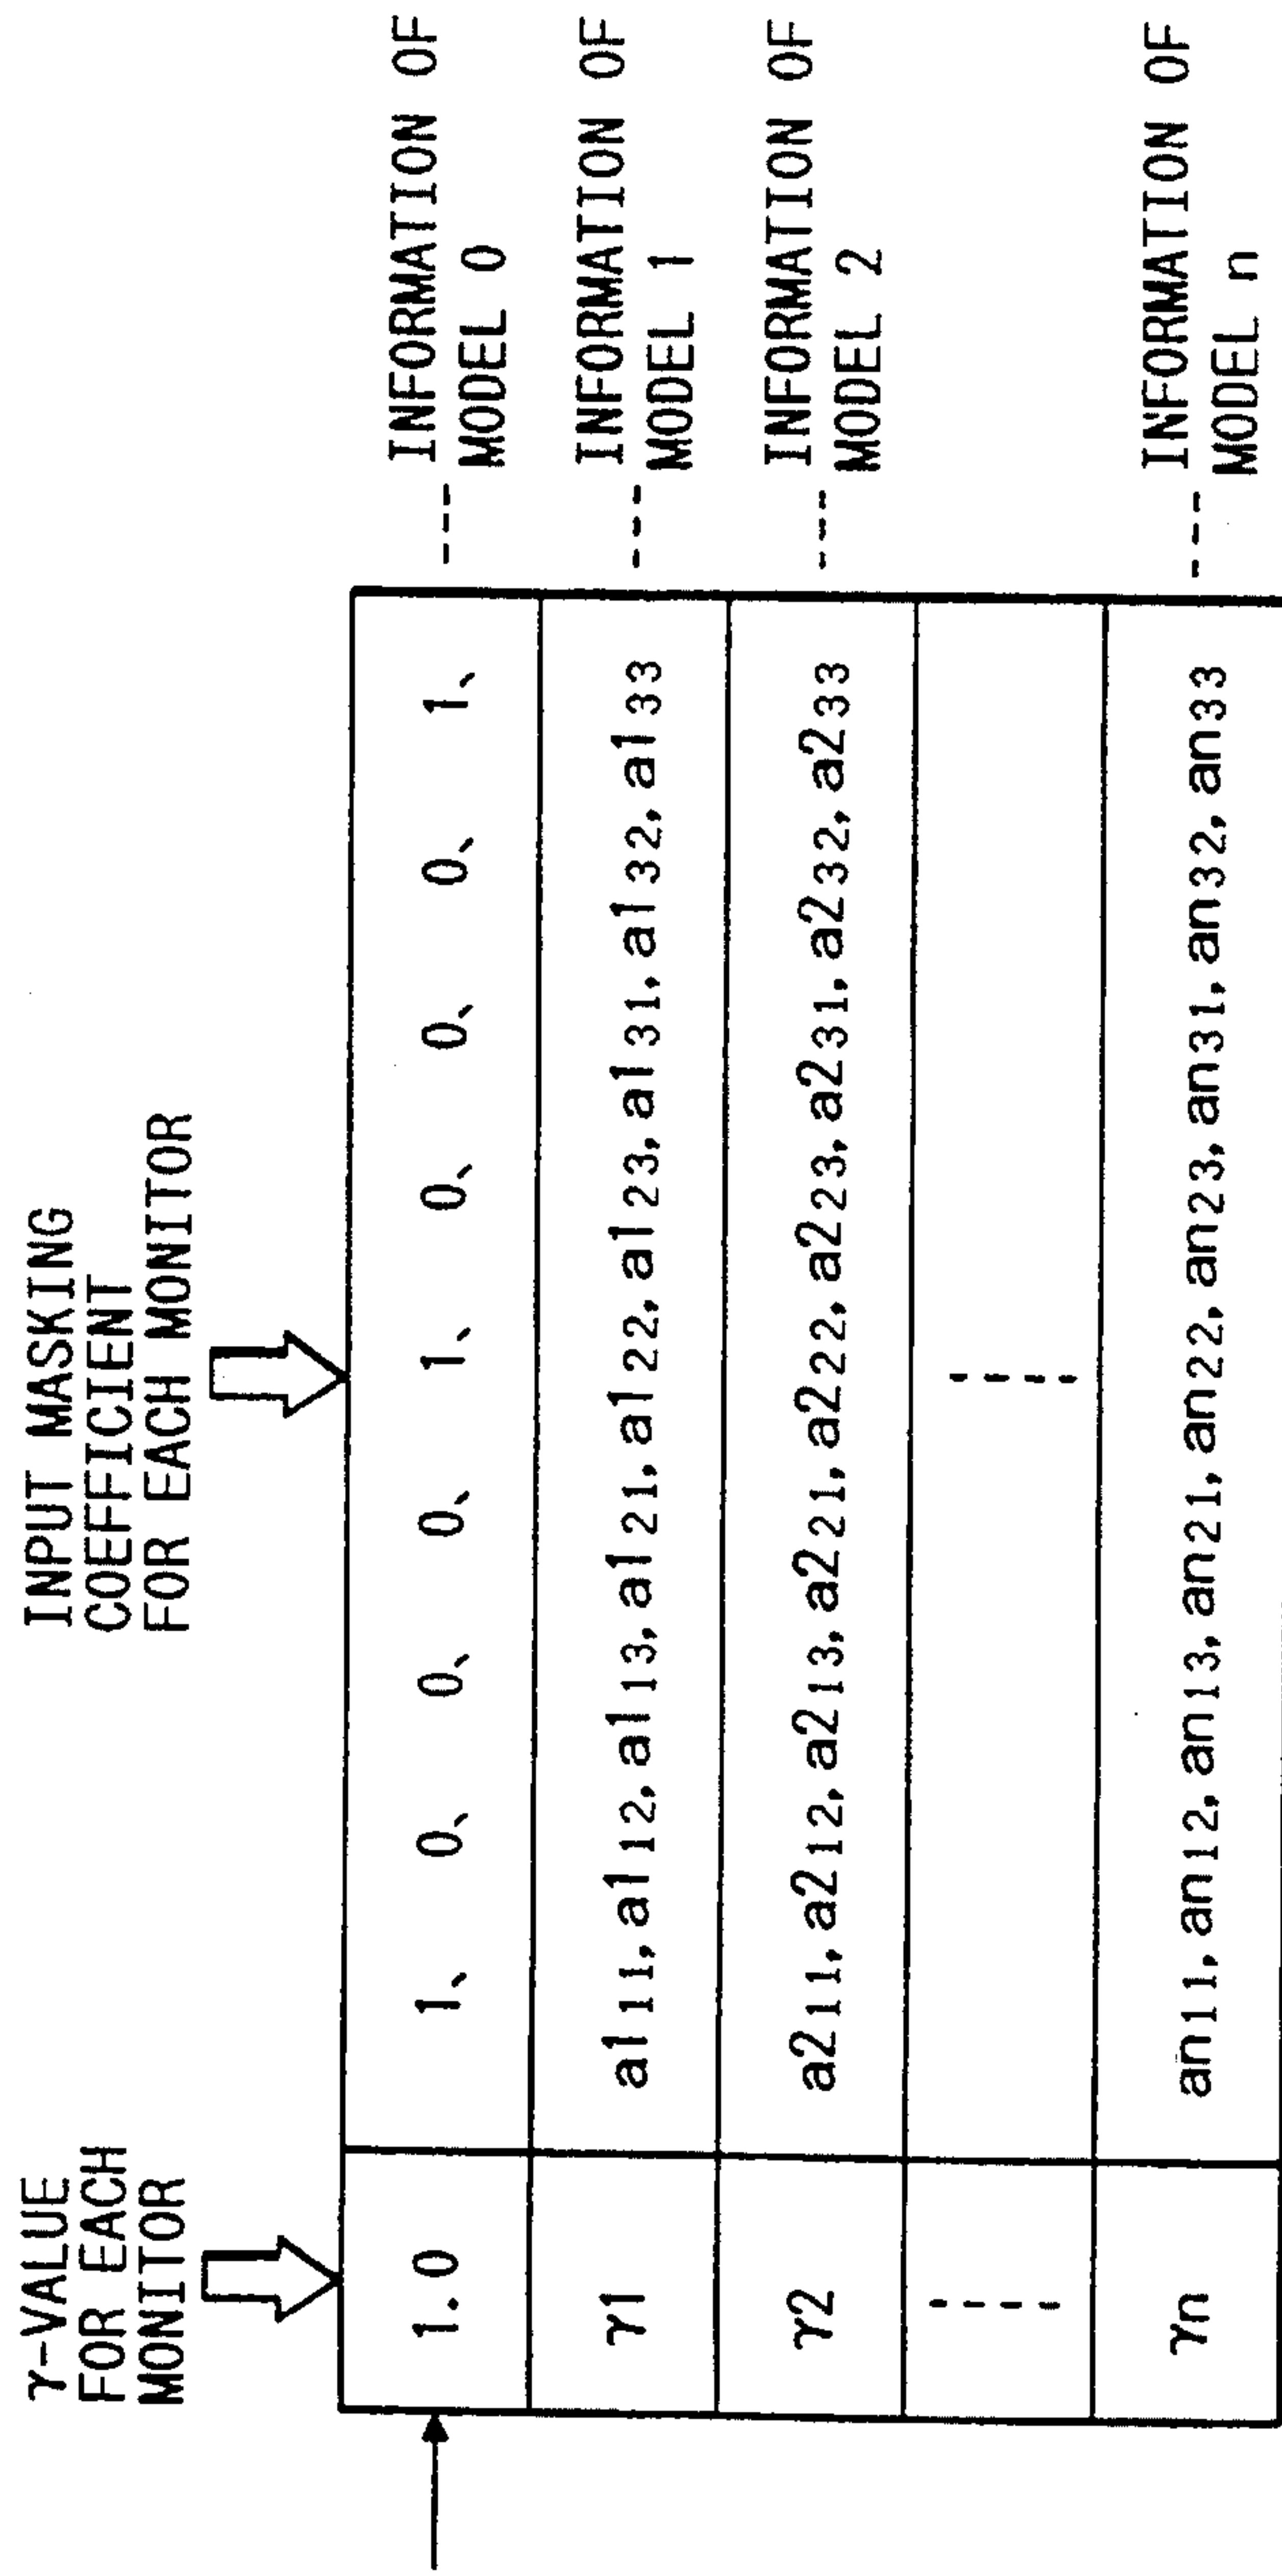 γ-VALUE
FOR EACH
MONITOR
INPUT MASKING
COEFFICIENT
FOR EACH MONITOR
1.0
1、 0、 0、 0、 1、 0、 0、 0、 1、
INFORMATION OF
MODEL 0
γ1
a111, a112, a113, a121, a122, a123, a131, a132, a133
INFORMATION OF
MODEL 1
γ2
a211, a212, a213, a221, a222, a223, a231, a232, a233
INFORMATION OF
MODEL 2
γn
an11, an12, an13, an21, an22, an23, an31, an32, an33
INFORMATION OF
MODEL n